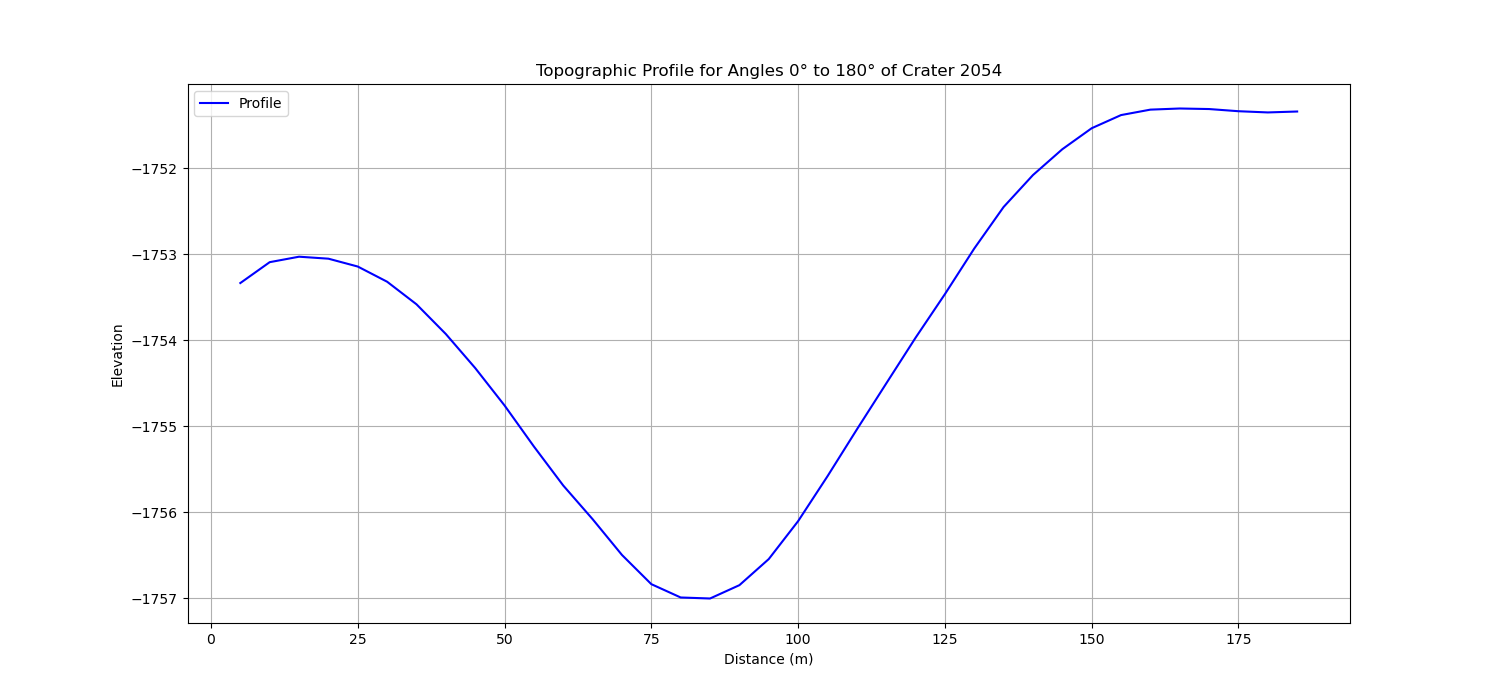 Topographic Profile for Angles 0° to 180° of Crater 2054
Profile
−1752
−1753
−1754
−1755
−1756
−1757
Elevation
0 25 50 75 100 125 150 175
Distance (m)